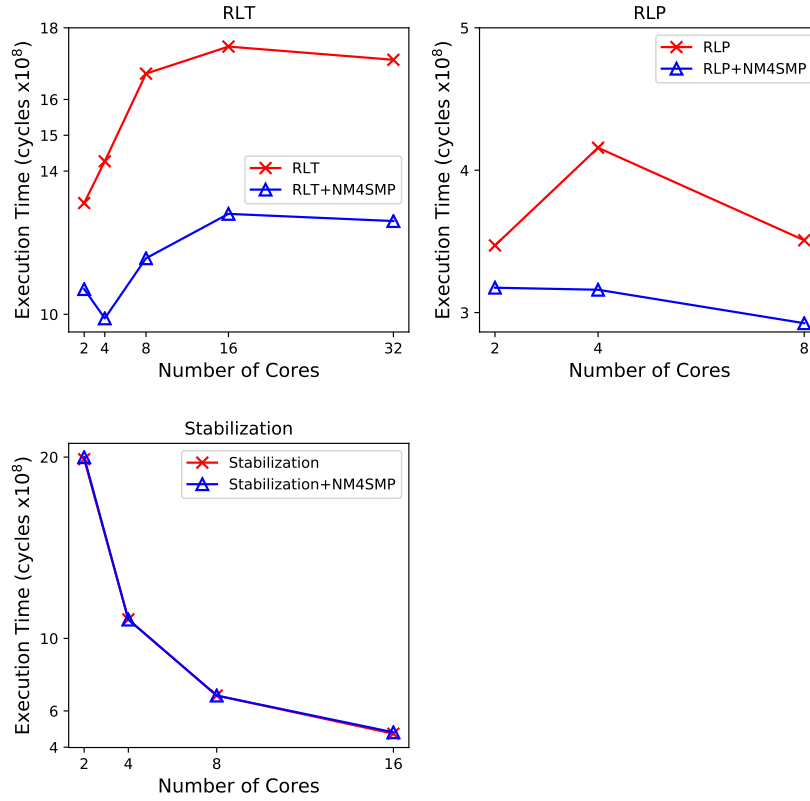 RLT
Execution Time (cycles x10⁸)
18
16
15
14
10
RLT
RLT+NM4SMP
2 4 8 16 32
Number of Cores
RLP
Execution Time (cycles x10⁸)
5
4
3
RLP
RLP+NM4SMP
2 4 8
Number of Cores
Stabilization
Execution Time (cycles x10⁸)
20
10
6
4
Stabilization
Stabilization+NM4SMP
2 4 8 16
Number of Cores